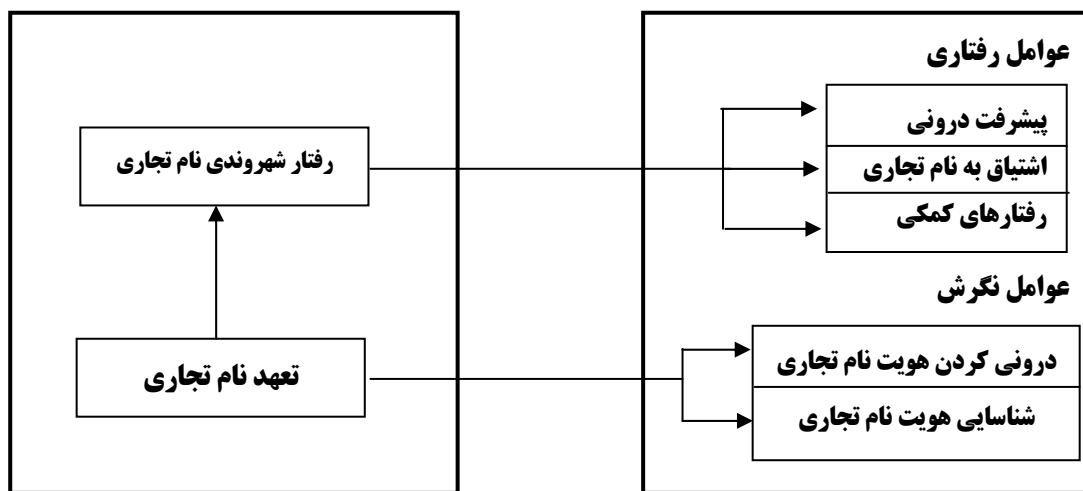 عوامل رفتاری
پیشرفت درونی
اشتیاق به نام تجاری
رفتارهای کمکی
رفتار شهروندی نام تجاری
عوامل نگرش
درونی کردن هویت نام تجاری
شناسایی هویت نام تجاری
تعهد نام تجاری